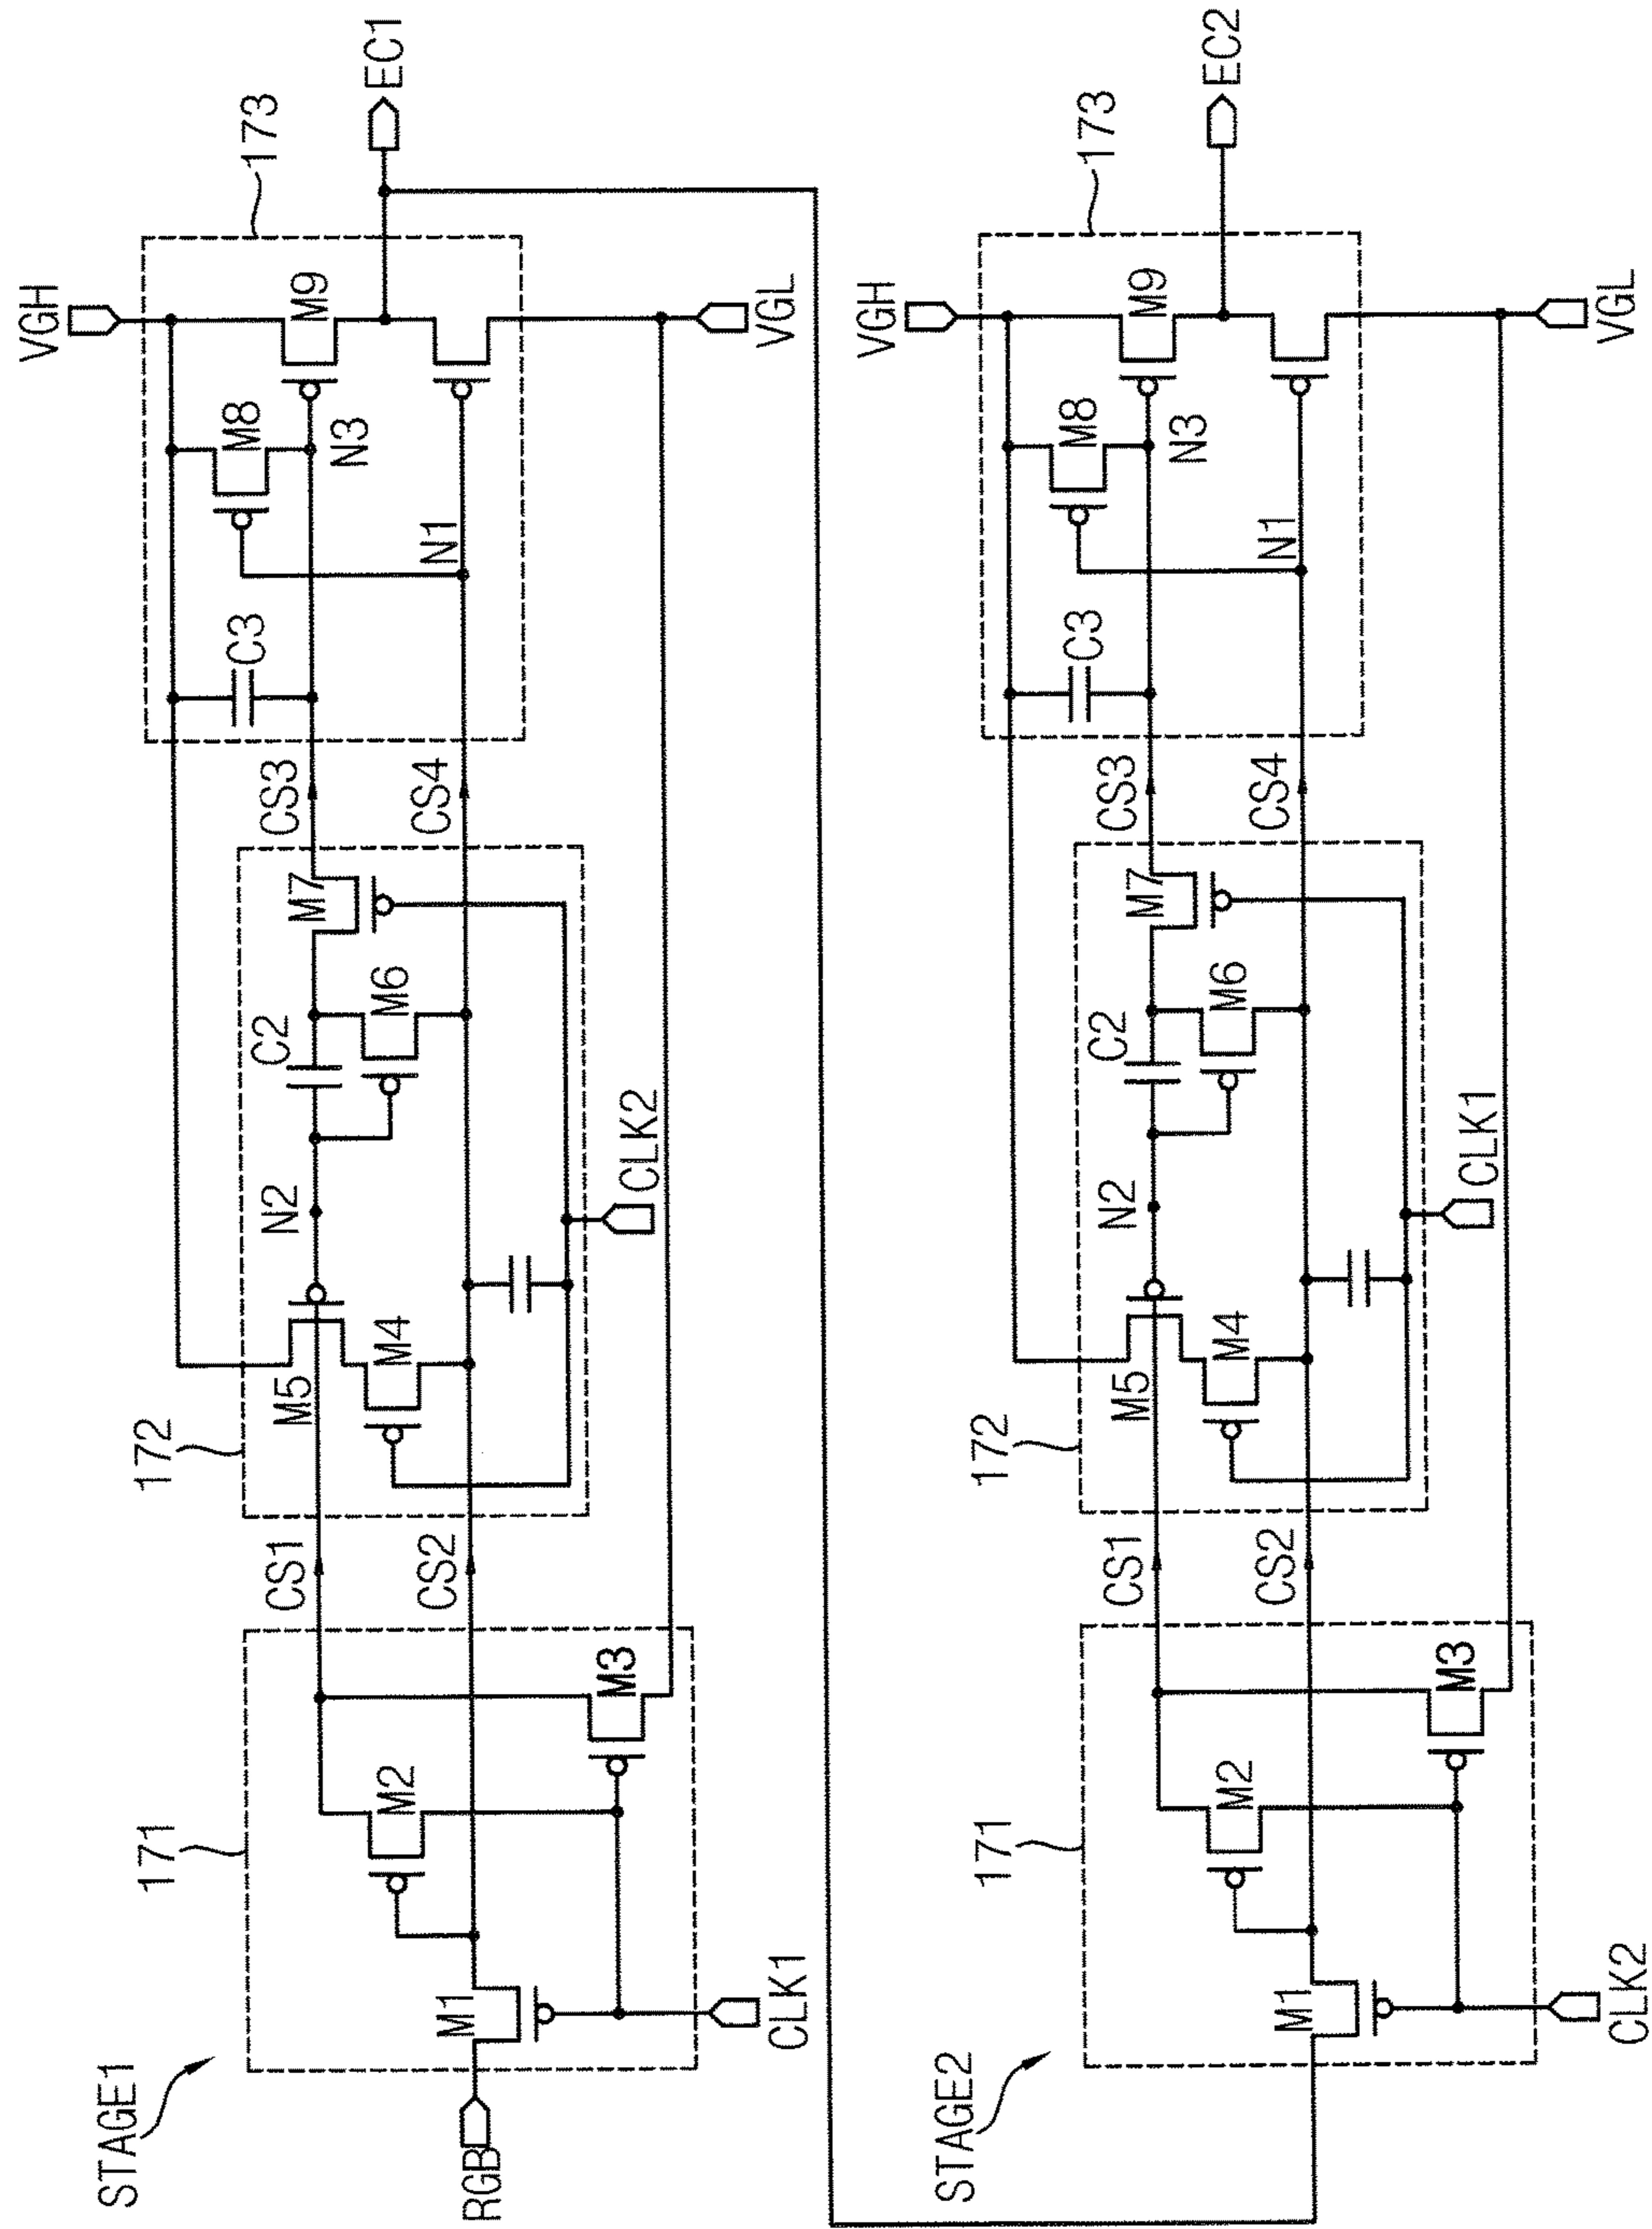 STAGE1
171
172
173
VGH
CS1
M5
N2
C2
M7
CS3
C3
M8
M9
N3
EC1
M2
M4
M6
RGB
M1
CS2
CS4
N1
M3
CLK1
CLK2
VGL
STAGE2
171
172
173
VGH
CS1
M5
N2
C2
M7
CS3
C3
M8
M9
N3
EC2
M2
M4
M6
M1
CS2
CS4
N1
M3
CLK2
CLK1
VGL